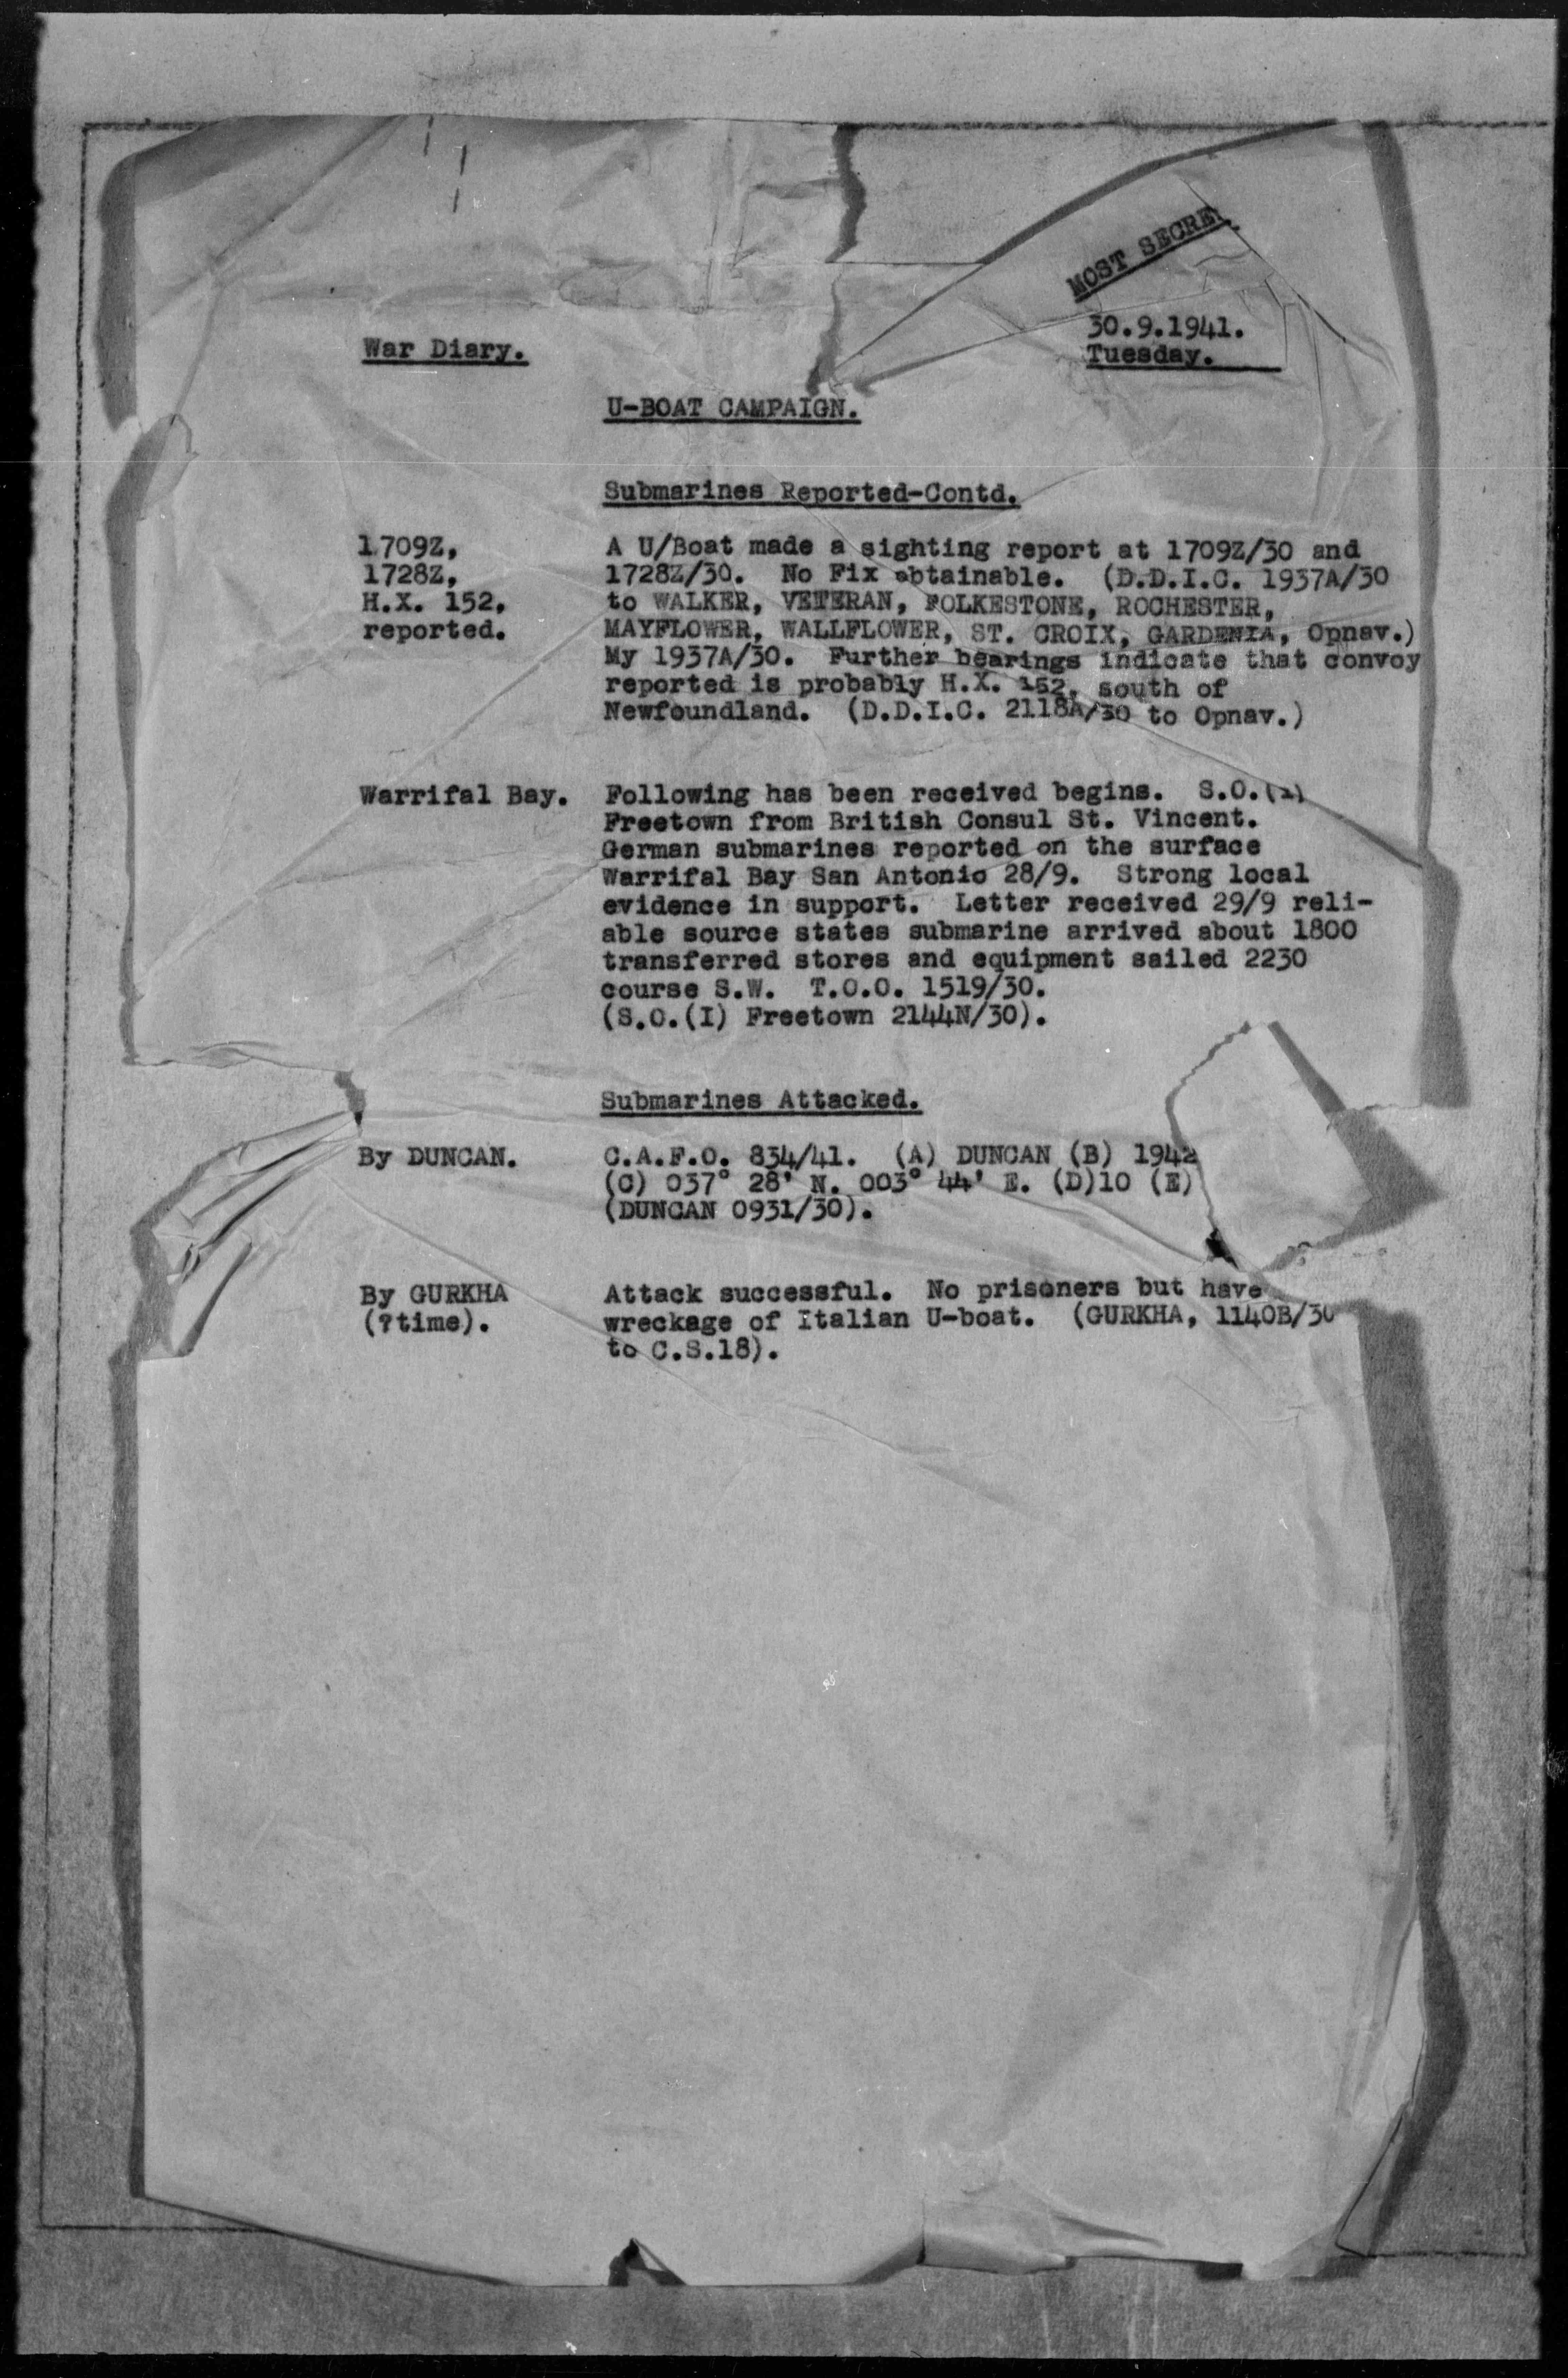 MOST SECRE
30.9.1941.
Tuesday.
War Diary.
U-BOAT CAMPAIGN.
Submarines Reported-Contd.
1709Z,
1728Z,
H.X. 152,
reported.
A U/Boat made a sighting report at 1709Z/30 and
1728Z/30. No Fix obtainable. (D.D.I.C. 1937A/30
to WALKER, VETERAN, FOLKESTONE, ROCHESTER,
MAYFLOWER, WALLFLOWER, ST. CROIX, GARDENIA, Opnav.)
My 1937A/30. Further bearings indicate that convoy
reported is probably H.X. 152, south of
Newfoundland. (D.D.I.C. 2118A/30 to Opnav.)
Warrifal Bay.
Following has been received begins. S.O.(I)
Freetown from British Consul St. Vincent.
German submarines reported on the surface
Warrifal Bay San Antonio 28/9. Strong local
evidence in support. Letter received 29/9 reli-
able source states submarine arrived about 1800
transferred stores and equipment sailed 2230
course S.W. T.O.O. 1519/30.
(S.O.(I) Freetown 2144N/30).
Submarines Attacked.
By DUNCAN.
C.A.F.O. 834/41. (A) DUNCAN (B) 1942
(C) 037° 28' N. 003° 44' E. (D)10 (E)
(DUNCAN 0931/30).
By GURKHA
(?time).
Attack successful. No prisoners but have
wreckage of Italian U-boat. (GURKHA, 1140B/30
to C.S.18).